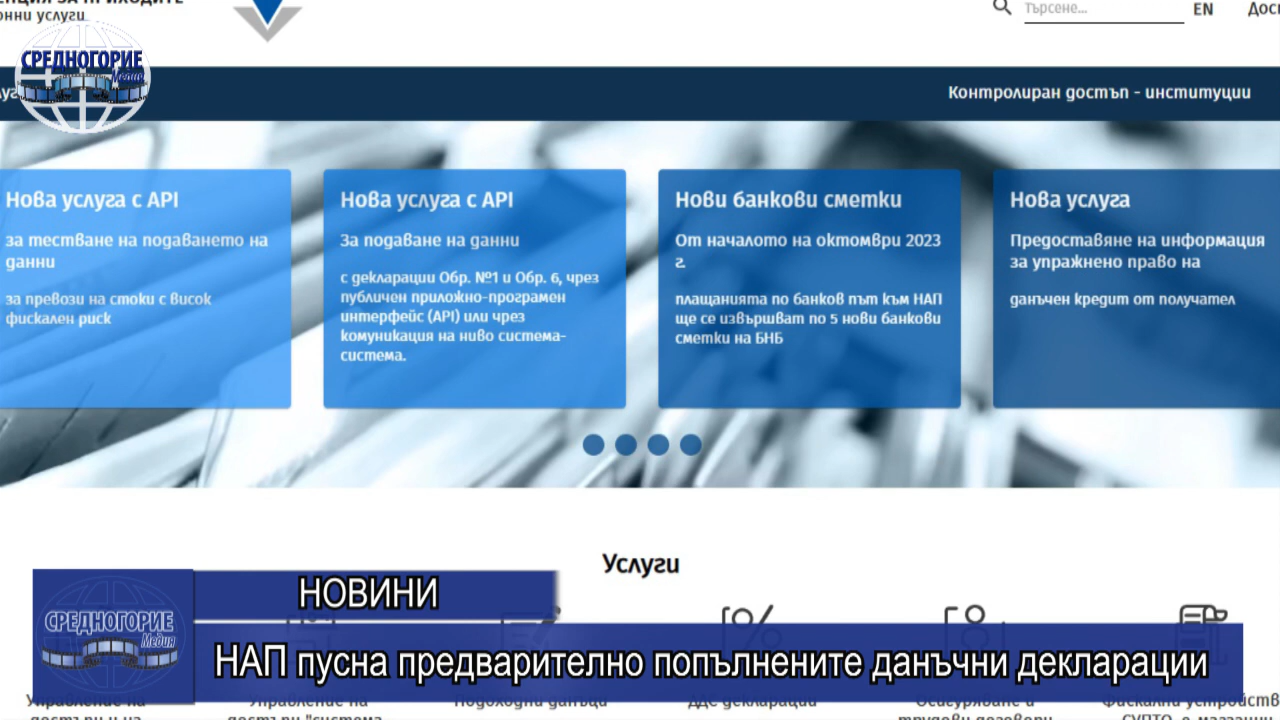 онни услуги
Търсене...
EN
СРЕДНОГОРИЕ
Медия
Контролиран достъп - институции
Нова услуга с API
за тестване на подаването на
данни
за превози на стоки с висок
фискален риск
Нова услуга с API
За подаване на данни
с декларации Обр. №1 и Обр. 6, чрез
публичен приложно-програмен
интерфейс (API) или чрез
комуникация на ниво система-
система.
Нови банкови сметки
От началото на октомври 2023
г.
плащанията по банков път към НАП
ще се извършват по 5 нови банкови
сметки на БНБ
Нова услуга
Предоставяне на информация
за упражнено право на
данъчен кредит от получател
Услуги
НОВИНИ
СРЕДНОГОРИЕ
Медия
НАП пусна предварително попълнените данъчни декларации